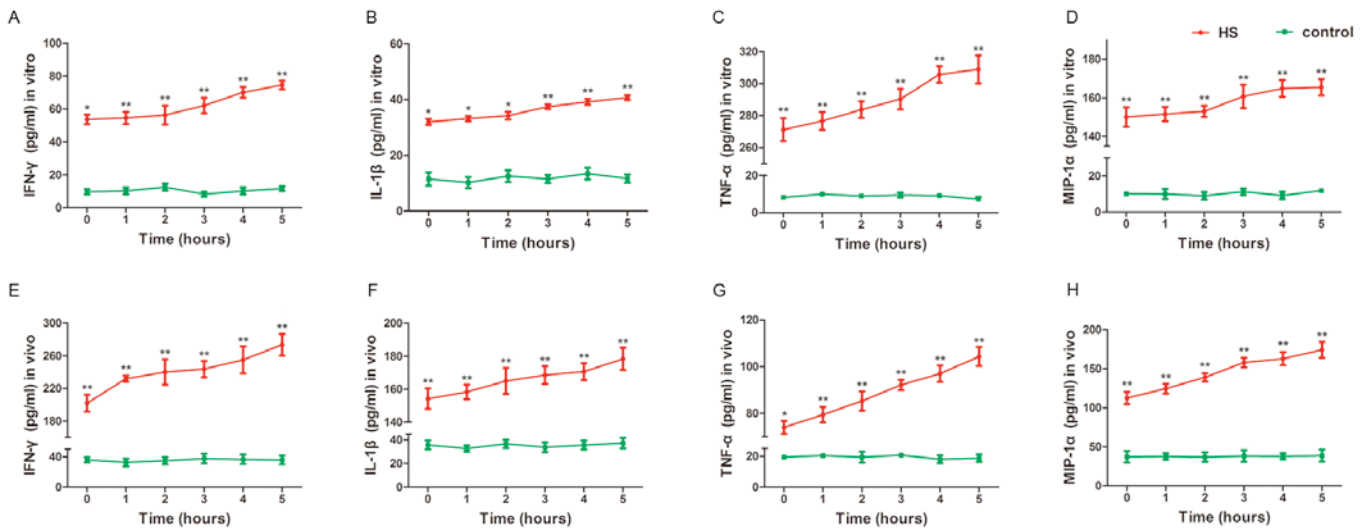 A
IFN-γ (pg/ml) in vitro
100
80
60
40
20
0
* ** ** ** ** **
0 1 2 3 4 5
Time (hours)
B
IL-1β (pg/ml) in vitro
60
40
20
0
* * * ** ** **
0 1 2 3 4 5
Time (hours)
C
TNF-α (pg/ml) in vitro
320
300
280
260
20
0
** ** ** ** ** **
0 1 2 3 4 5
Time (hours)
D
HS control
MIP-1α (pg/ml) in vitro
180
170
160
150
140
20
10
0
** ** ** ** ** **
0 1 2 3 4 5
Time (hours)
E
IFN-γ (pg/ml) in vivo
300
260
220
180
40
20
0
** ** ** ** ** **
0 1 2 3 4 5
Time (hours)
F
IL-1β (pg/ml) in vivo
200
180
160
140
40
20
0
** ** ** ** ** **
0 1 2 3 4 5
Time (hours)
G
TNF-α (pg/ml) in vivo
120
100
80
60
20
0
* ** ** ** ** **
0 1 2 3 4 5
Time (hours)
H
MIP-1α (pg/ml) in vivo
200
150
100
50
0
** ** ** ** ** **
0 1 2 3 4 5
Time (hours)